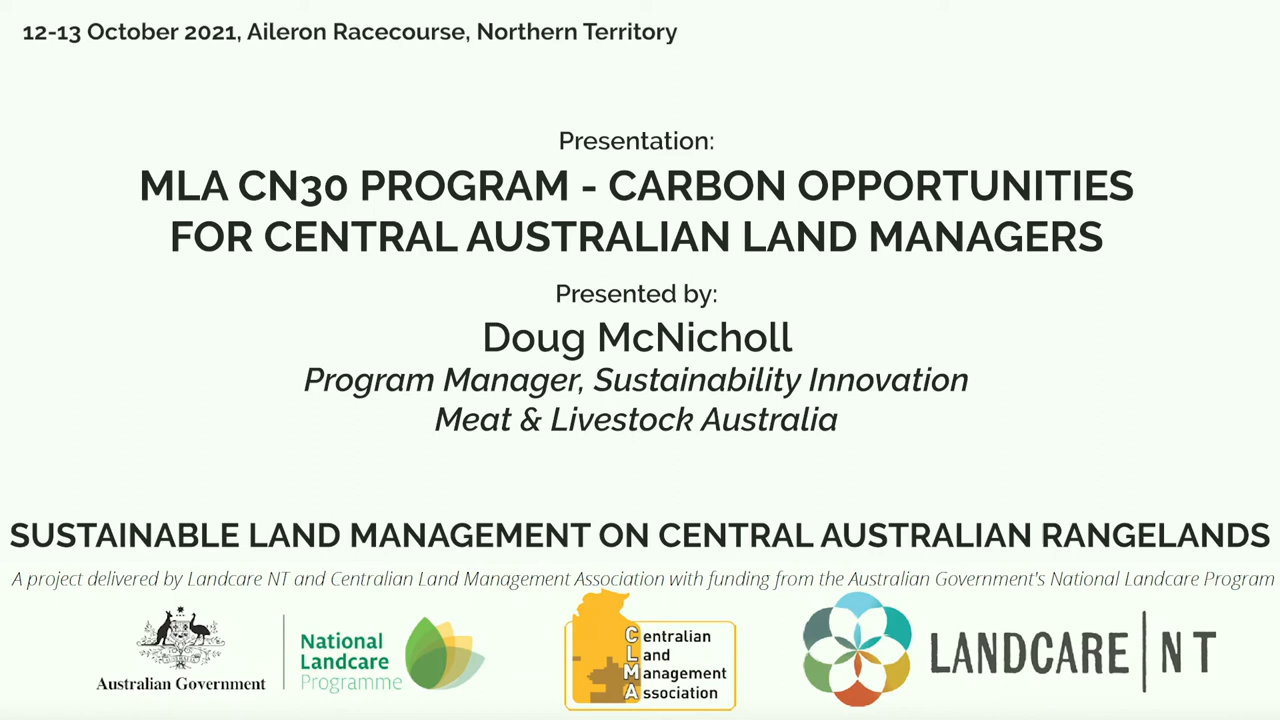 12-13 October 2021, Aileron Racecourse, Northern Territory
Presentation:
MLA CN30 PROGRAM - CARBON OPPORTUNITIES
FOR CENTRAL AUSTRALIAN LAND MANAGERS
Presented by:
Doug McNicholl
Program Manager, Sustainability Innovation
Meat & Livestock Australia
SUSTAINABLE LAND MANAGEMENT ON CENTRAL AUSTRALIAN RANGELANDS
A project delivered by Landcare NT and Centralian Land Management Association with funding from the Australian Government's National Landcare Program
Australian Government
National
Landcare
Programme
Centralian
Land
Management
Association
LANDCARE NT